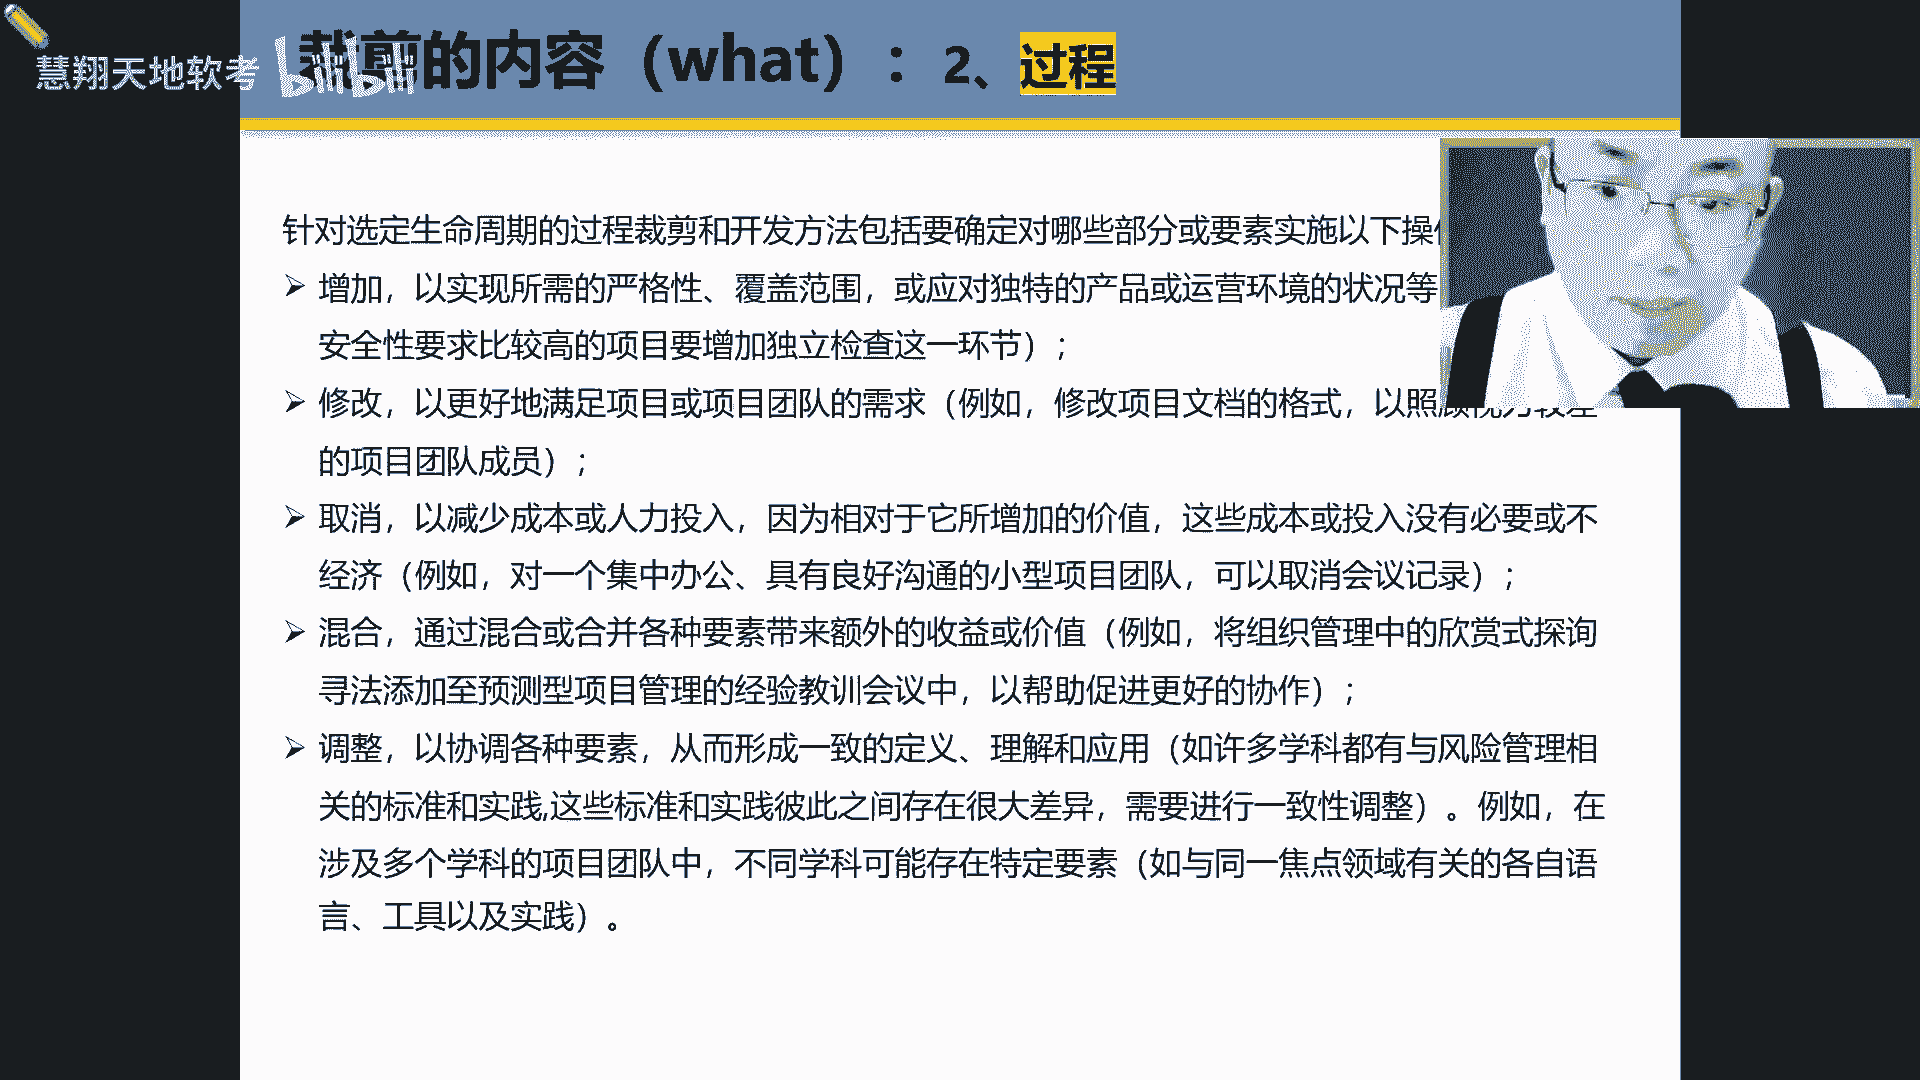 慧翔天地软考
bilibili
裁剪的内容（what）：2、过程
针对选定生命周期的过程裁剪和开发方法包括要确定对哪些部分或要素实施以下操
增加，以实现所需的严格性、覆盖范围，或应对独特的产品或运营环境的状况等
安全性要求比较高的项目要增加独立检查这一环节）；
修改，以更好地满足项目或项目团队的需求（例如，修改项目文档的格式，以照顾视力较差
的项目团队成员）；
取消，以减少成本或人力投入，因为相对于它所增加的价值，这些成本或投入没有必要或不
经济（例如，对一个集中办公、具有良好沟通的小型项目团队，可以取消会议记录）；
混合，通过混合或合并各种要素带来额外的收益或价值（例如，将组织管理中的欣赏式探询
寻法添加至预测型项目管理的经验教训会议中，以帮助促进更好的协作）；
调整，以协调各种要素，从而形成一致的定义、理解和应用（如许多学科都有与风险管理相
关的标准和实践,这些标准和实践彼此之间存在很大差异，需要进行一致性调整）。例如，在
涉及多个学科的项目团队中，不同学科可能存在特定要素（如与同一焦点领域有关的各自语
言、工具以及实践）。